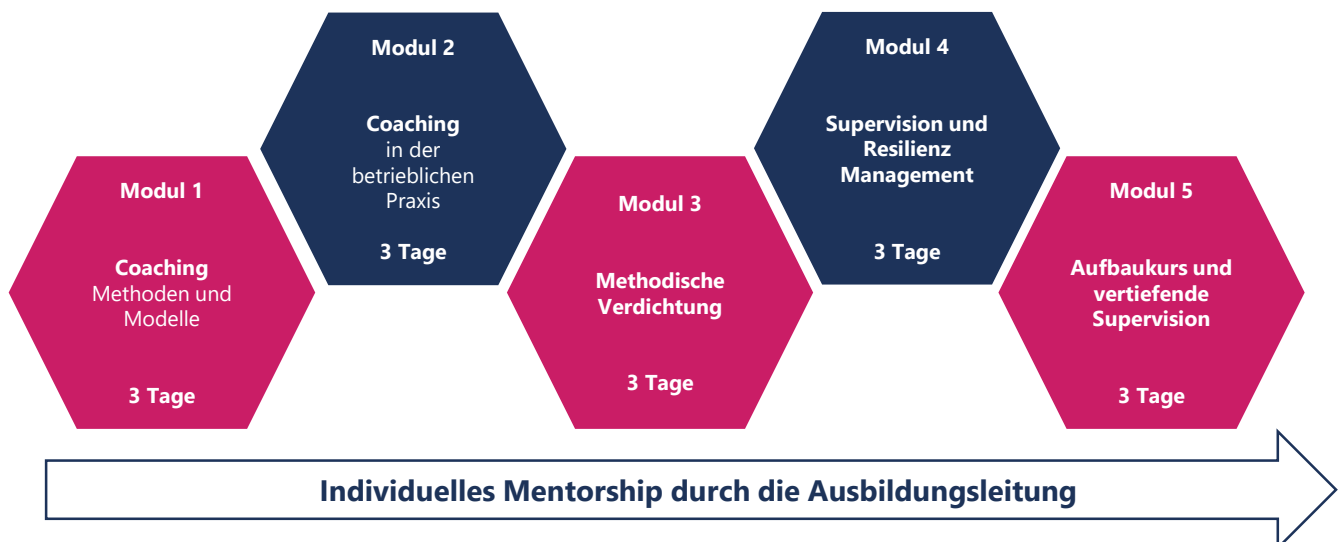 Modul 1
Coaching
Methoden und
Modelle
3 Tage
Modul 2
Coaching
in der
betrieblichen
Praxis
3 Tage
Modul 3
Methodische
Verdichtung
3 Tage
Modul 4
Supervision und
Resilienz
Management
3 Tage
Modul 5
Aufbaukurs und
vertiefende
Supervision
3 Tage
Individuelles Mentorship durch die Ausbildungsleitung